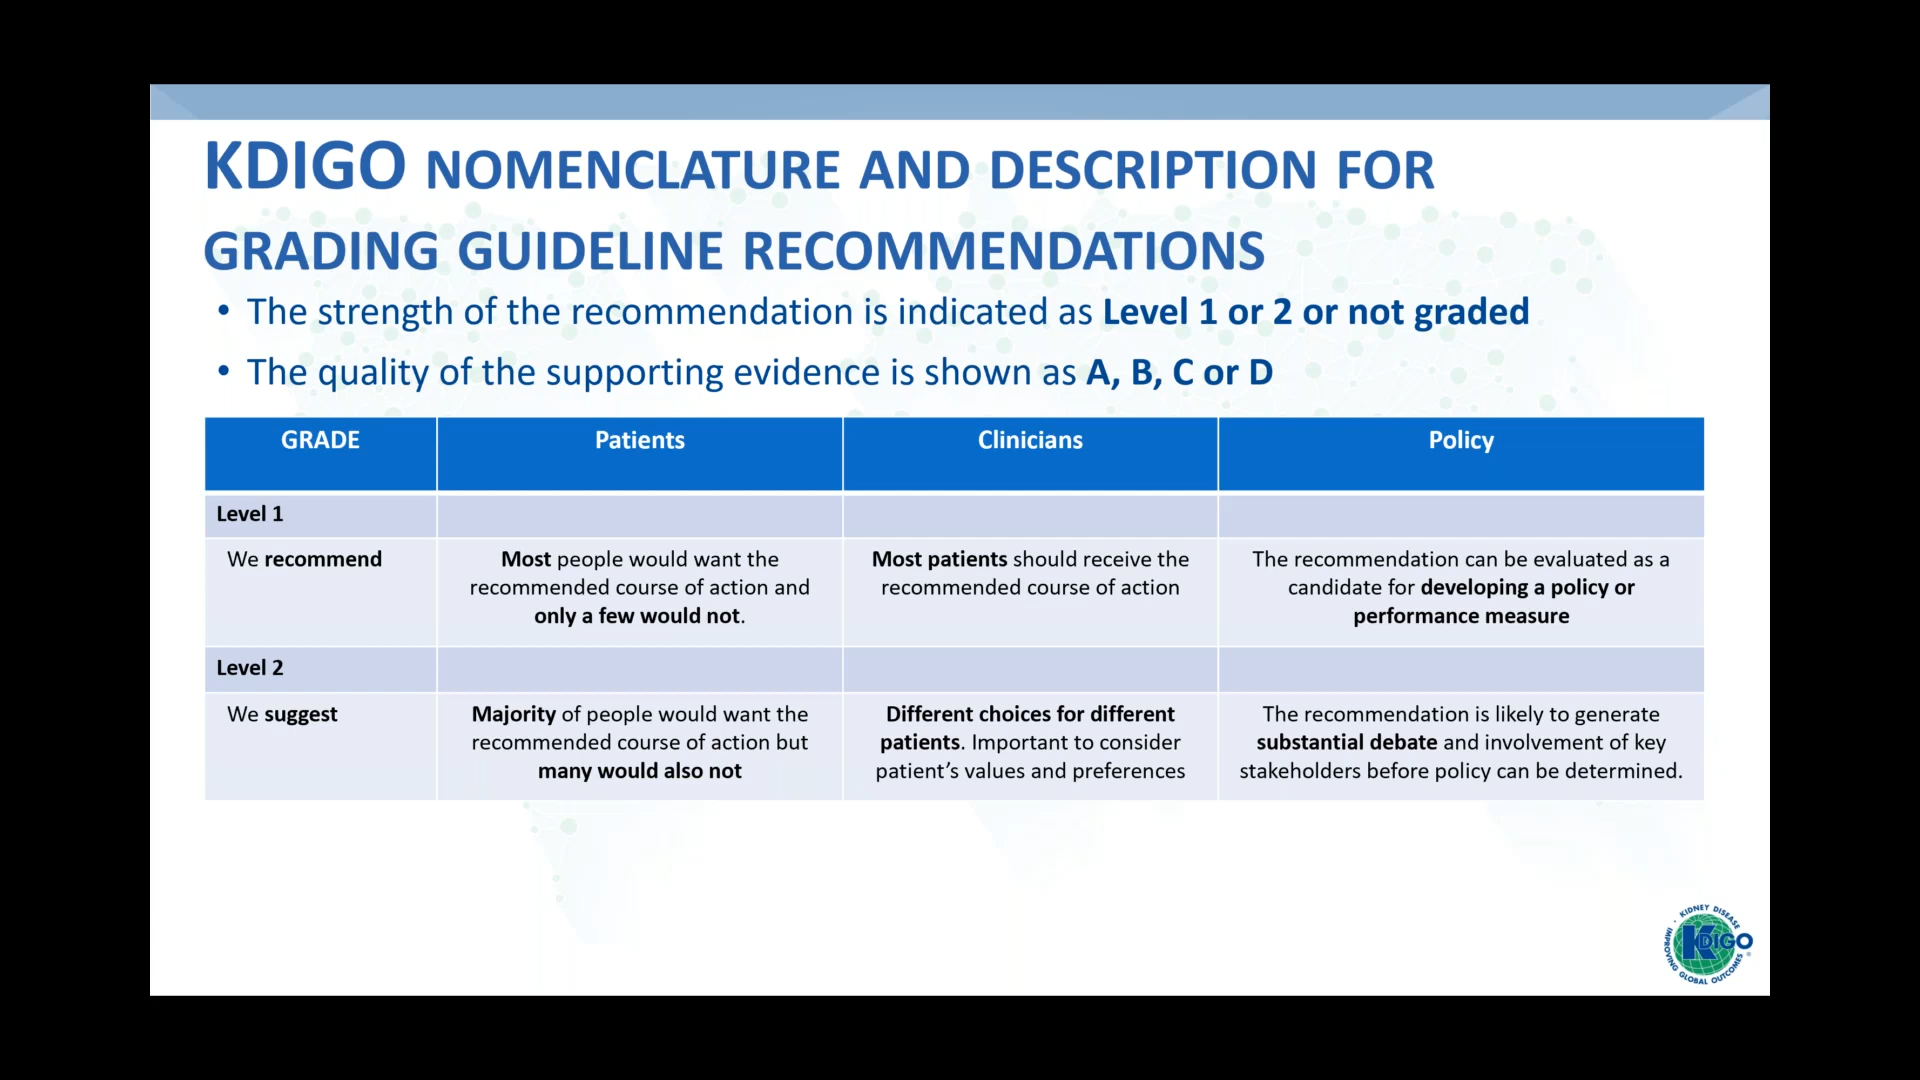 KDIGO NOMENCLATURE AND DESCRIPTION FOR
GRADING GUIDELINE RECOMMENDATIONS
• The strength of the recommendation is indicated as Level 1 or 2 or not graded
• The quality of the supporting evidence is shown as A, B, C or D
GRADE
Patients
Clinicians
Policy
Level 1
We recommend
Most people would want the
recommended course of action and
only a few would not.
Most patients should receive the
recommended course of action
The recommendation can be evaluated as a
candidate for developing a policy or
performance measure
Level 2
We suggest
Majority of people would want the
recommended course of action but
many would also not
Different choices for different
patients. Important to consider
patient’s values and preferences
The recommendation is likely to generate
substantial debate and involvement of key
stakeholders before policy can be determined.
KIDNEY DISEASE
KDIGO
IMPROVING GLOBAL OUTCOMES
®